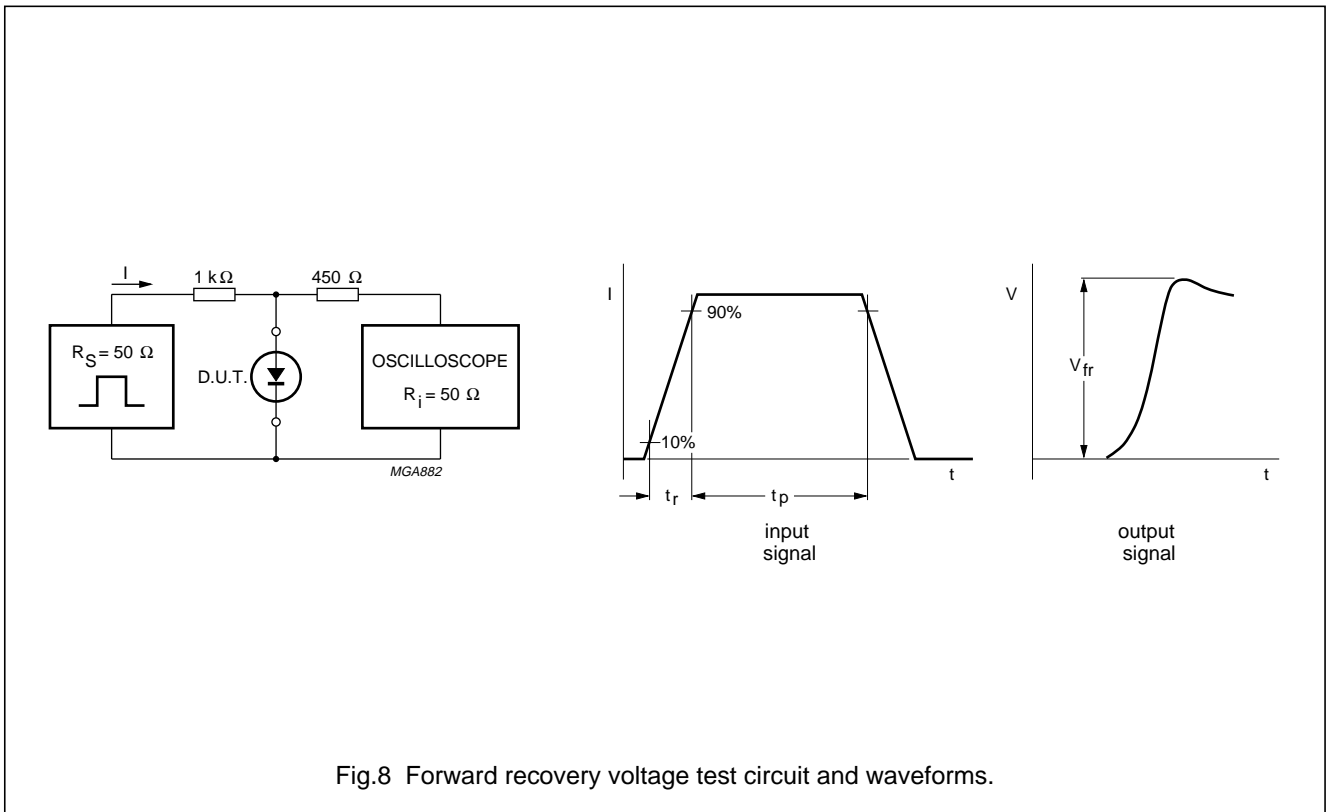 I
1 kΩ
450 Ω
R_S = 50 Ω
D.U.T.
OSCILLOSCOPE
R_i = 50 Ω
MGA882
I
90%
10%
t
t_r
t_p
input
signal
V
V_fr
t
output
signal
Fig.8 Forward recovery voltage test circuit and waveforms.